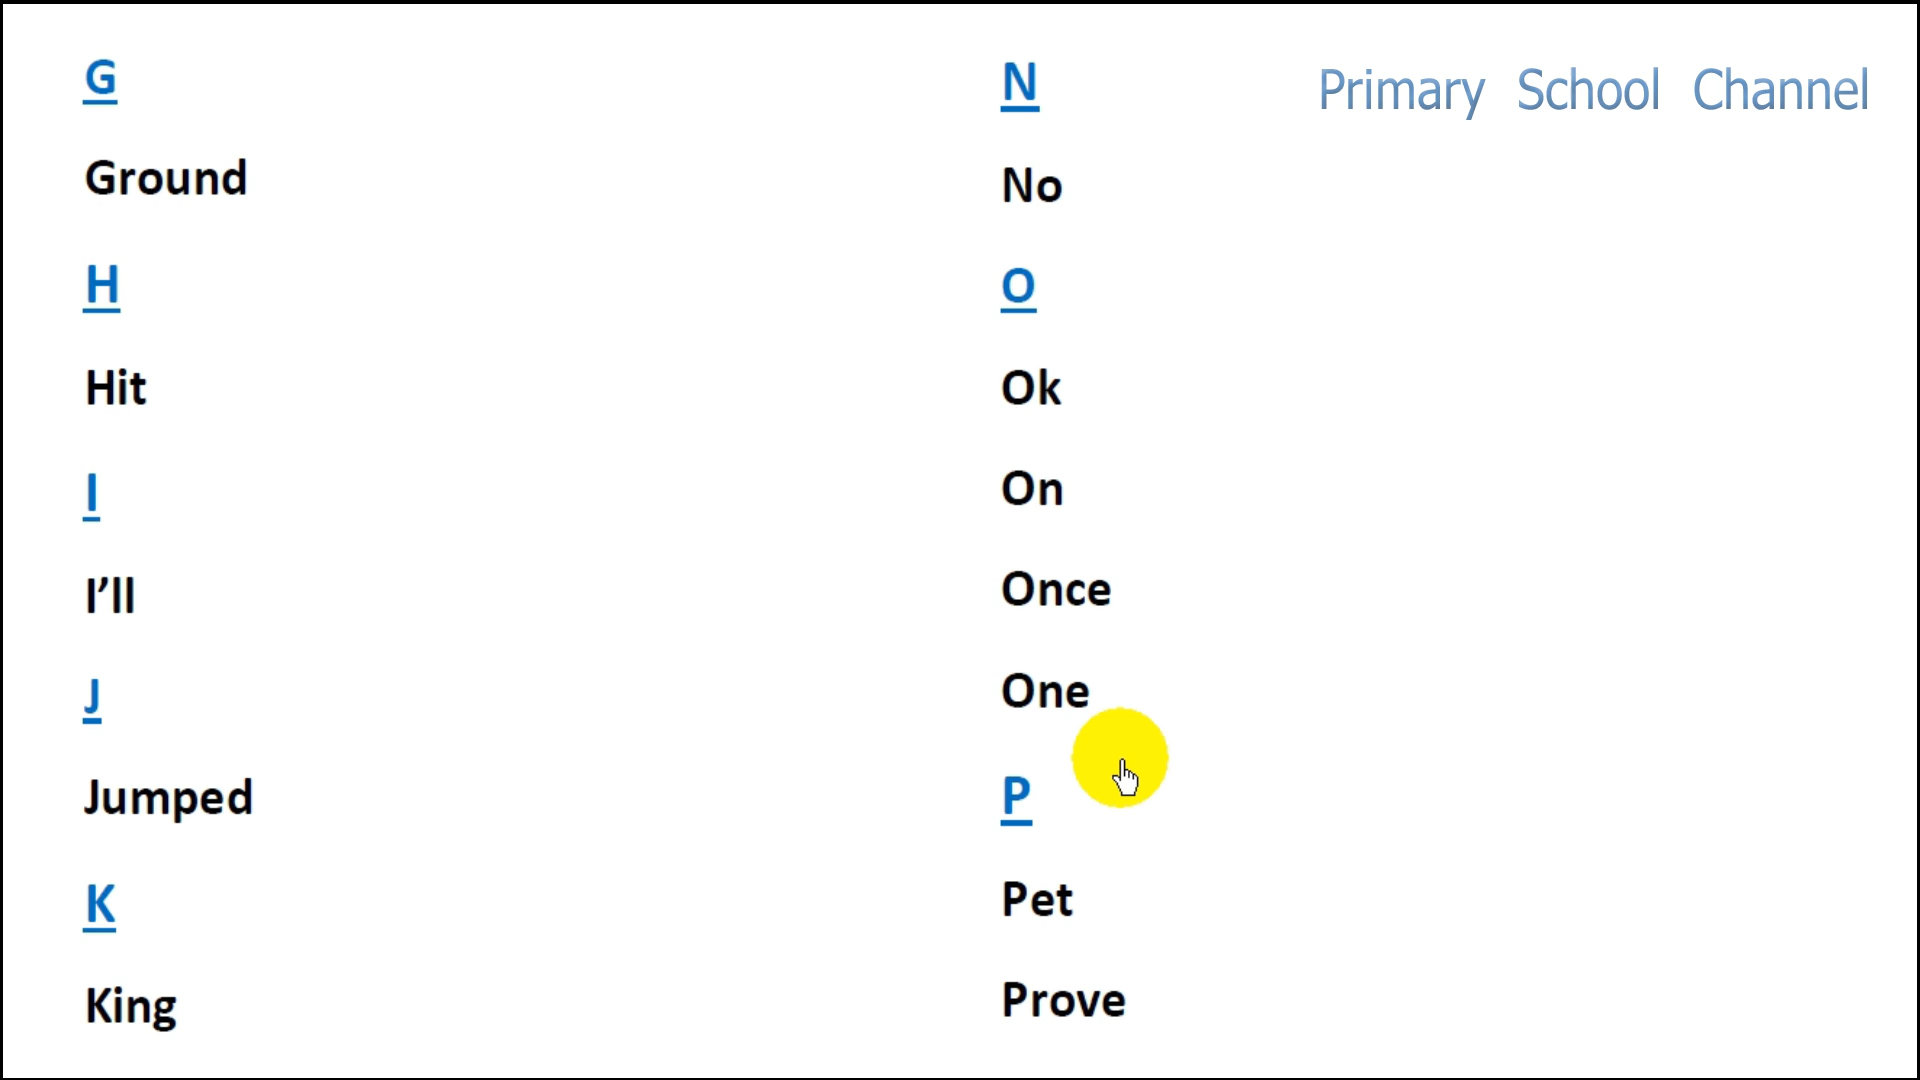 G
Ground
H
Hit
I
I’ll
J
Jumped
K
King
N
No
O
Ok
On
Once
One
P
Pet
Prove
Primary School Channel